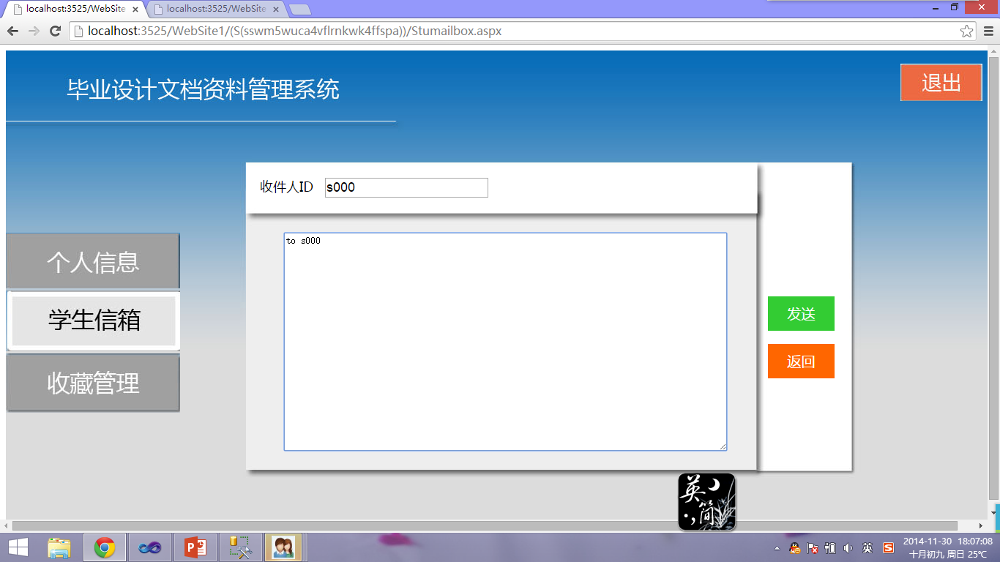 localhost:3525/WebSite
localhost:3525/WebSite
localhost:3525/WebSite1/(S(sswm5wuca4vflrnkwk4ffspa))/Stumailbox.aspx
毕业设计文档资料管理系统
退出
收件人ID
s000
to s000
个人信息
学生信箱
收藏管理
发送
返回
英
•,简
英
S
2014-11-30 18:07:08
十月初九 周日 25℃